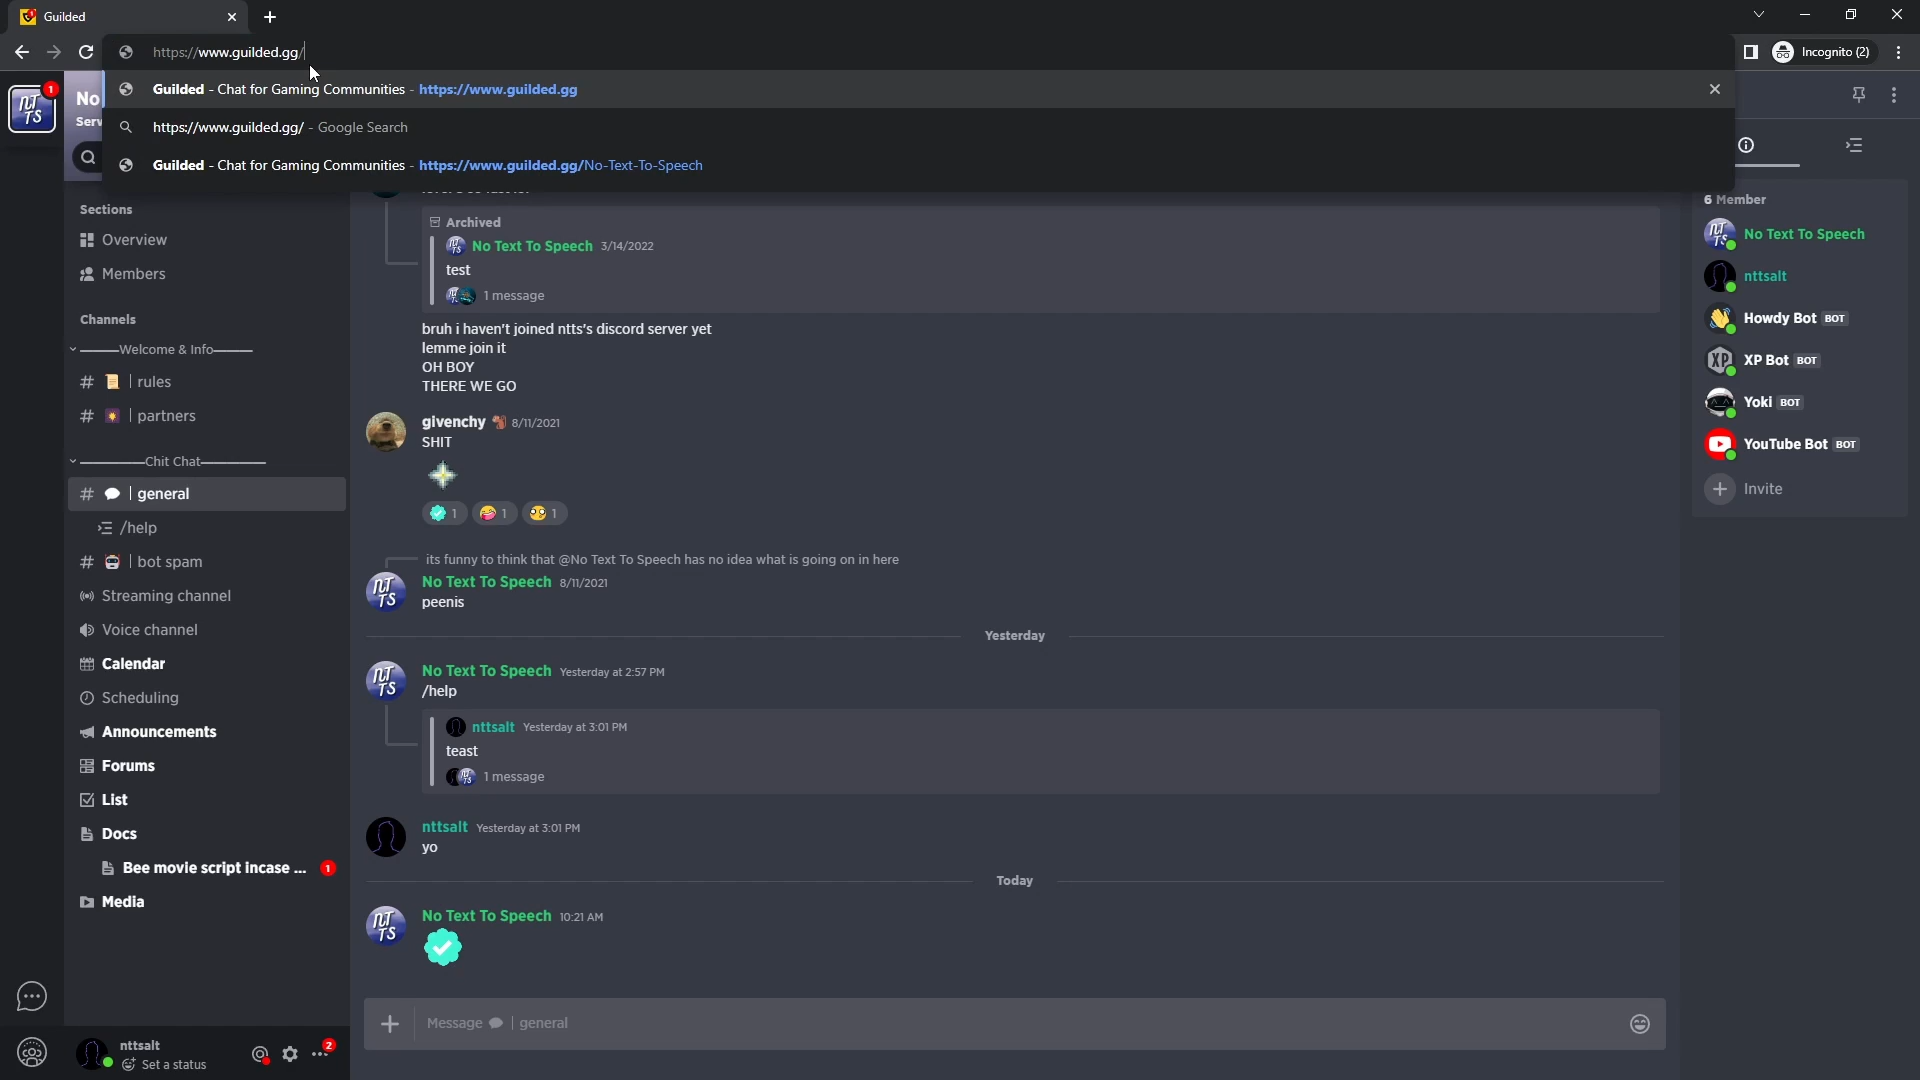 Guilded
https://www.guilded.gg/
Incognito (2)
Guilded - Chat for Gaming Communities - https://www.guilded.gg
https://www.guilded.gg/ - Google Search
Guilded - Chat for Gaming Communities - https://www.guilded.gg/No-Text-To-Speech
NT TS
1
No
Serv
Sections
Overview
Members
Channels
Welcome & Info
# | rules
# | partners
Chit Chat
# | general
/help
# | bot spam
Streaming channel
Voice channel
Calendar
Scheduling
Announcements
Forums
List
Docs
Bee movie script incase ... 1
Media
nttsalt
Set a status
2
Archived
No Text To Speech 3/14/2022
test
1 message
bruh i haven't joined ntts's discord server yet
lemme join it
OH BOY
THERE WE GO
givenchy 8/11/2021
SHIT
1 1 1
its funny to think that @No Text To Speech has no idea what is going on in here
No Text To Speech 8/11/2021
peenis
Yesterday
No Text To Speech Yesterday at 2:57 PM
/help
nttsalt Yesterday at 3:01 PM
teast
1 message
nttsalt Yesterday at 3:01 PM
yo
Today
No Text To Speech 10:21 AM
Message | general
6 Member
No Text To Speech
nttsalt
Howdy Bot BOT
XP Bot BOT
Yoki BOT
YouTube Bot BOT
Invite